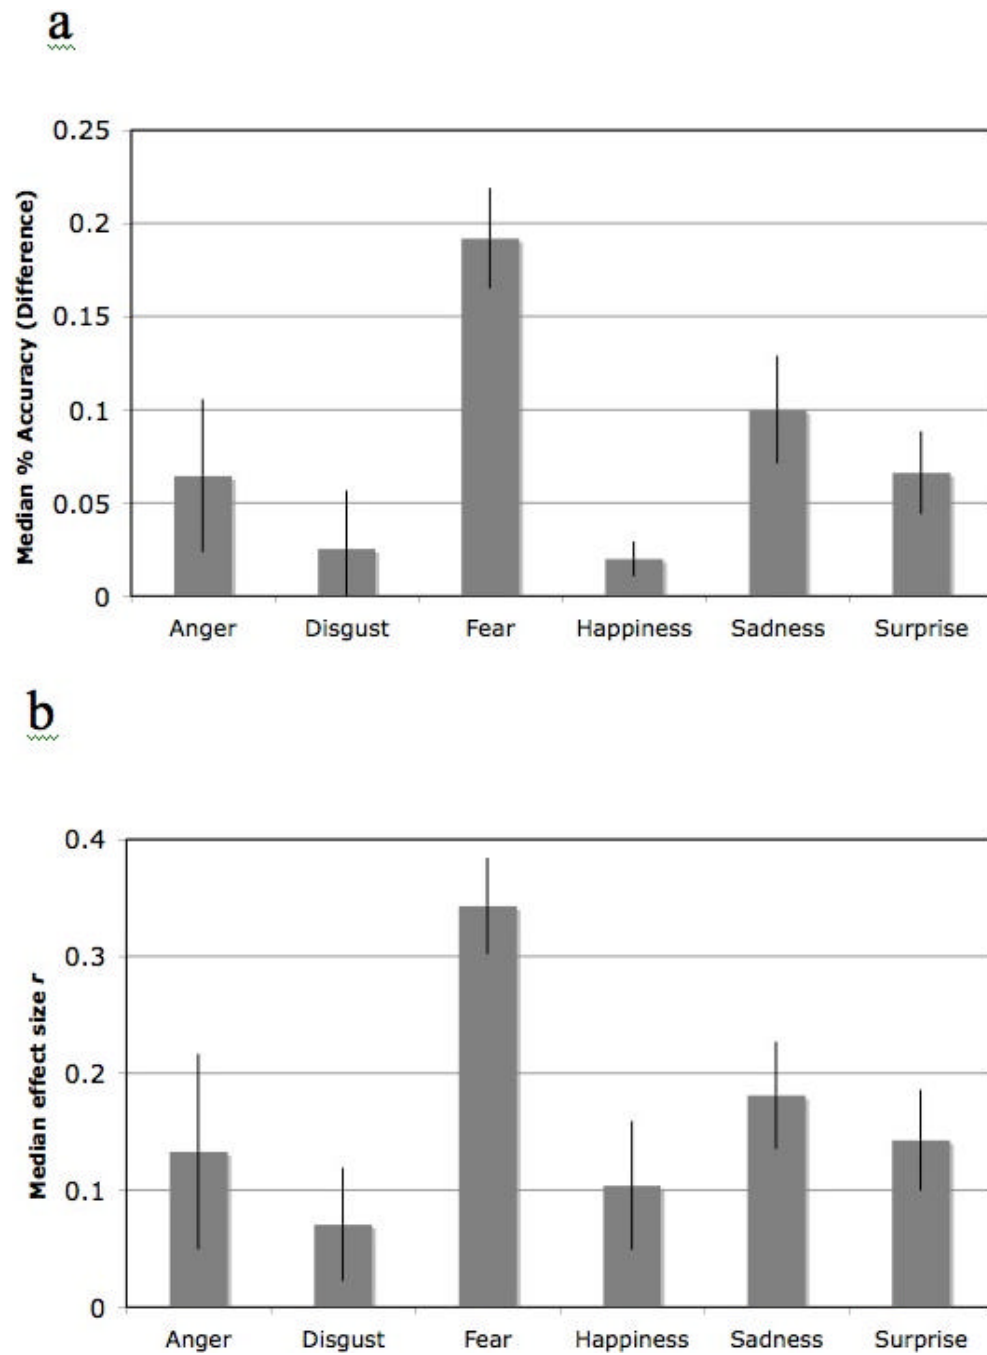 a
Median % Accuracy (Difference)
0.25
0.2
0.15
0.1
0.05
0
Anger Disgust Fear Happiness Sadness Surprise
b
Median effect size r
0.4
0.3
0.2
0.1
0
Anger Disgust Fear Happiness Sadness Surprise